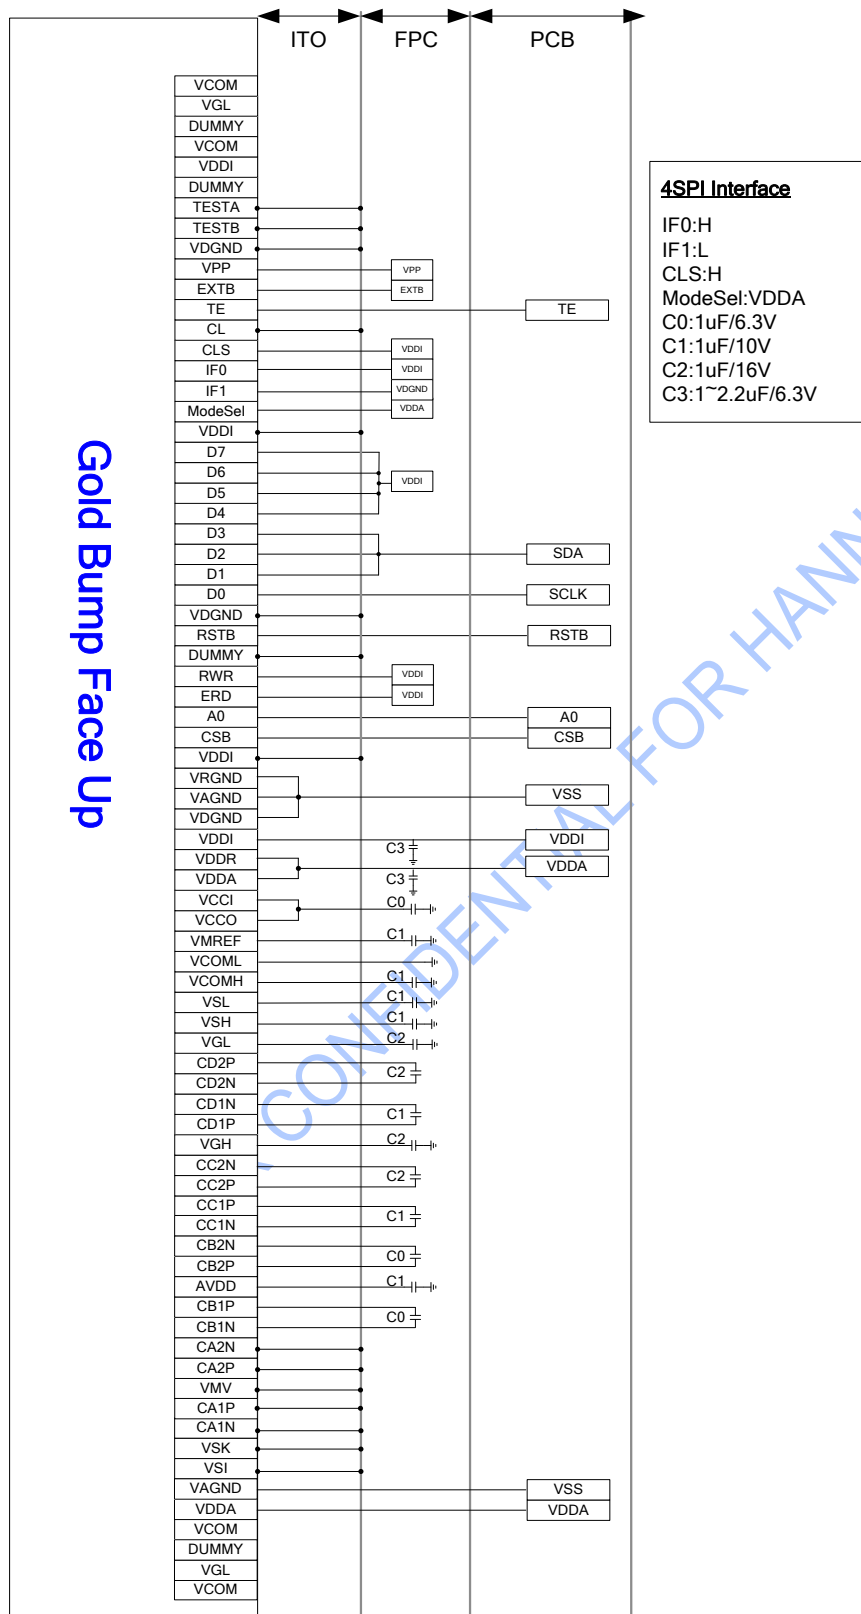 ITO FPC PCB
VCOM
VGL
DUMMY
VCOM
VDDI
DUMMY
TESTA
TESTB
VDGND
VPP VPP
EXTB EXTB
TE TE
CL
CLS VDDI
IF0 VDDI
IF1 VDGND
ModeSel VDDA
VDDI
D7
D6
VDDI
D5
D4
D3
D2 SDA
D1
D0 SCLK
VDGND
RSTB RSTB
DUMMY
RWR VDDI
ERD VDDI
A0 A0
CSB CSB
VDDI
VRGND
VAGND VSS
VDGND
VDDI VDDI
C3
VDDR VDDA
VDDA C3
VCCI C0
VCCO
VMREF C1
VCOML
VCOMH C1
VSL C1
VSH C1
VGL C2
CD2P
C2
CD2N
CD1N
C1
CD1P
VGH C2
CC2N
C2
CC2P
CC1P
C1
CC1N
CB2N
C0
CB2P
AVDD C1
CB1P
C0
CB1N
CA2N
CA2P
VMV
CA1P
CA1N
VSK
VSI
VAGND VSS
VDDA VDDA
VCOM
DUMMY
VGL
VCOM
Gold Bump Face Up
4SPI Interface
IF0:H
IF1:L
CLS:H
ModeSel:VDDA
C0:1uF/6.3V
C1:1uF/10V
C2:1uF/16V
C3:1~2.2uF/6.3V
CONFIDENTIAL FOR